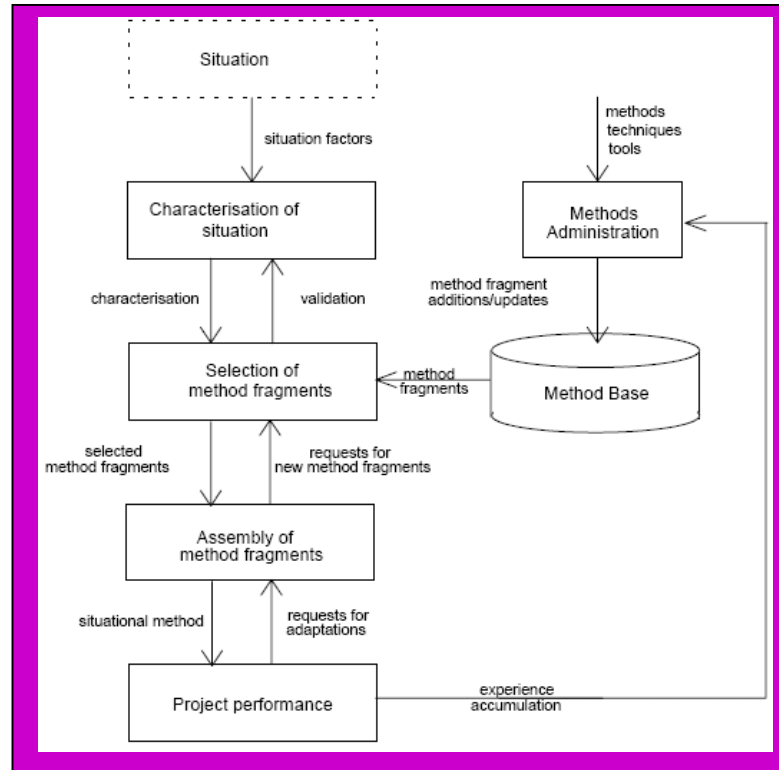 Situation
situation factors
methods
techniques
tools
Characterisation of
situation
Methods
Administration
characterisation
validation
method fragment
additions/updates
Selection of
method fragments
method
fragments
Method Base
selected
method fragments
requests for
new method fragments
Assembly of
method fragments
situational method
requests for
adaptations
Project performance
experience
accumulation